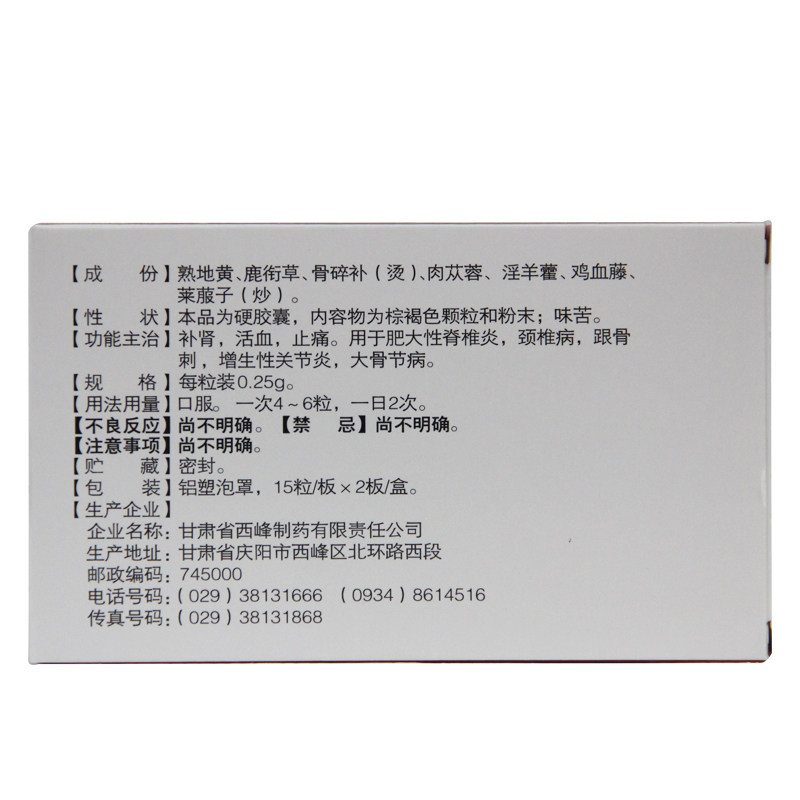 【成　份】熟地黄、鹿衔草、骨碎补（烫）、肉苁蓉、淫羊藿、鸡血藤、
莱菔子（炒）。
【性　状】本品为硬胶囊，内容物为棕褐色颗粒和粉末；味苦。
【功能主治】补肾，活血，止痛。用于肥大性脊椎炎，颈椎病，跟骨
刺，增生性关节炎，大骨节病。
【规　格】每粒装0.25g。
【用法用量】口服。一次4～6粒，一日2次。
【不良反应】尚不明确。【禁　忌】尚不明确。
【注意事项】尚不明确。
【贮　藏】密封。
【包　装】铝塑泡罩，15粒/板×2板/盒。
【生产企业】
企业名称：甘肃省西峰制药有限责任公司
生产地址：甘肃省庆阳市西峰区北环路西段
邮政编码：745000
电话号码：（029）38131666　（0934）8614516
传真号码：（029）38131868